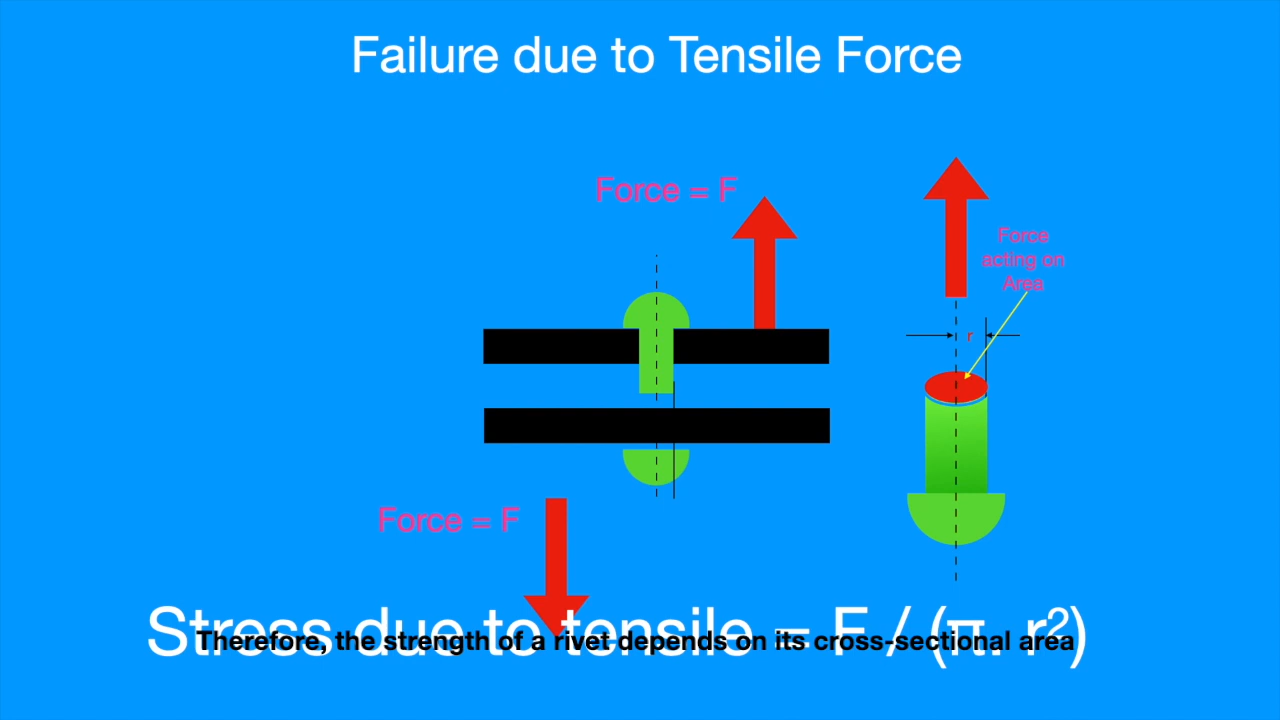 Failure due to Tensile Force
Force = F
Force
acting on
Area
r
Force = F
Stress due to tensile = F / (π. r²)
Therefore, the strength of a rivet depends on its cross-sectional area